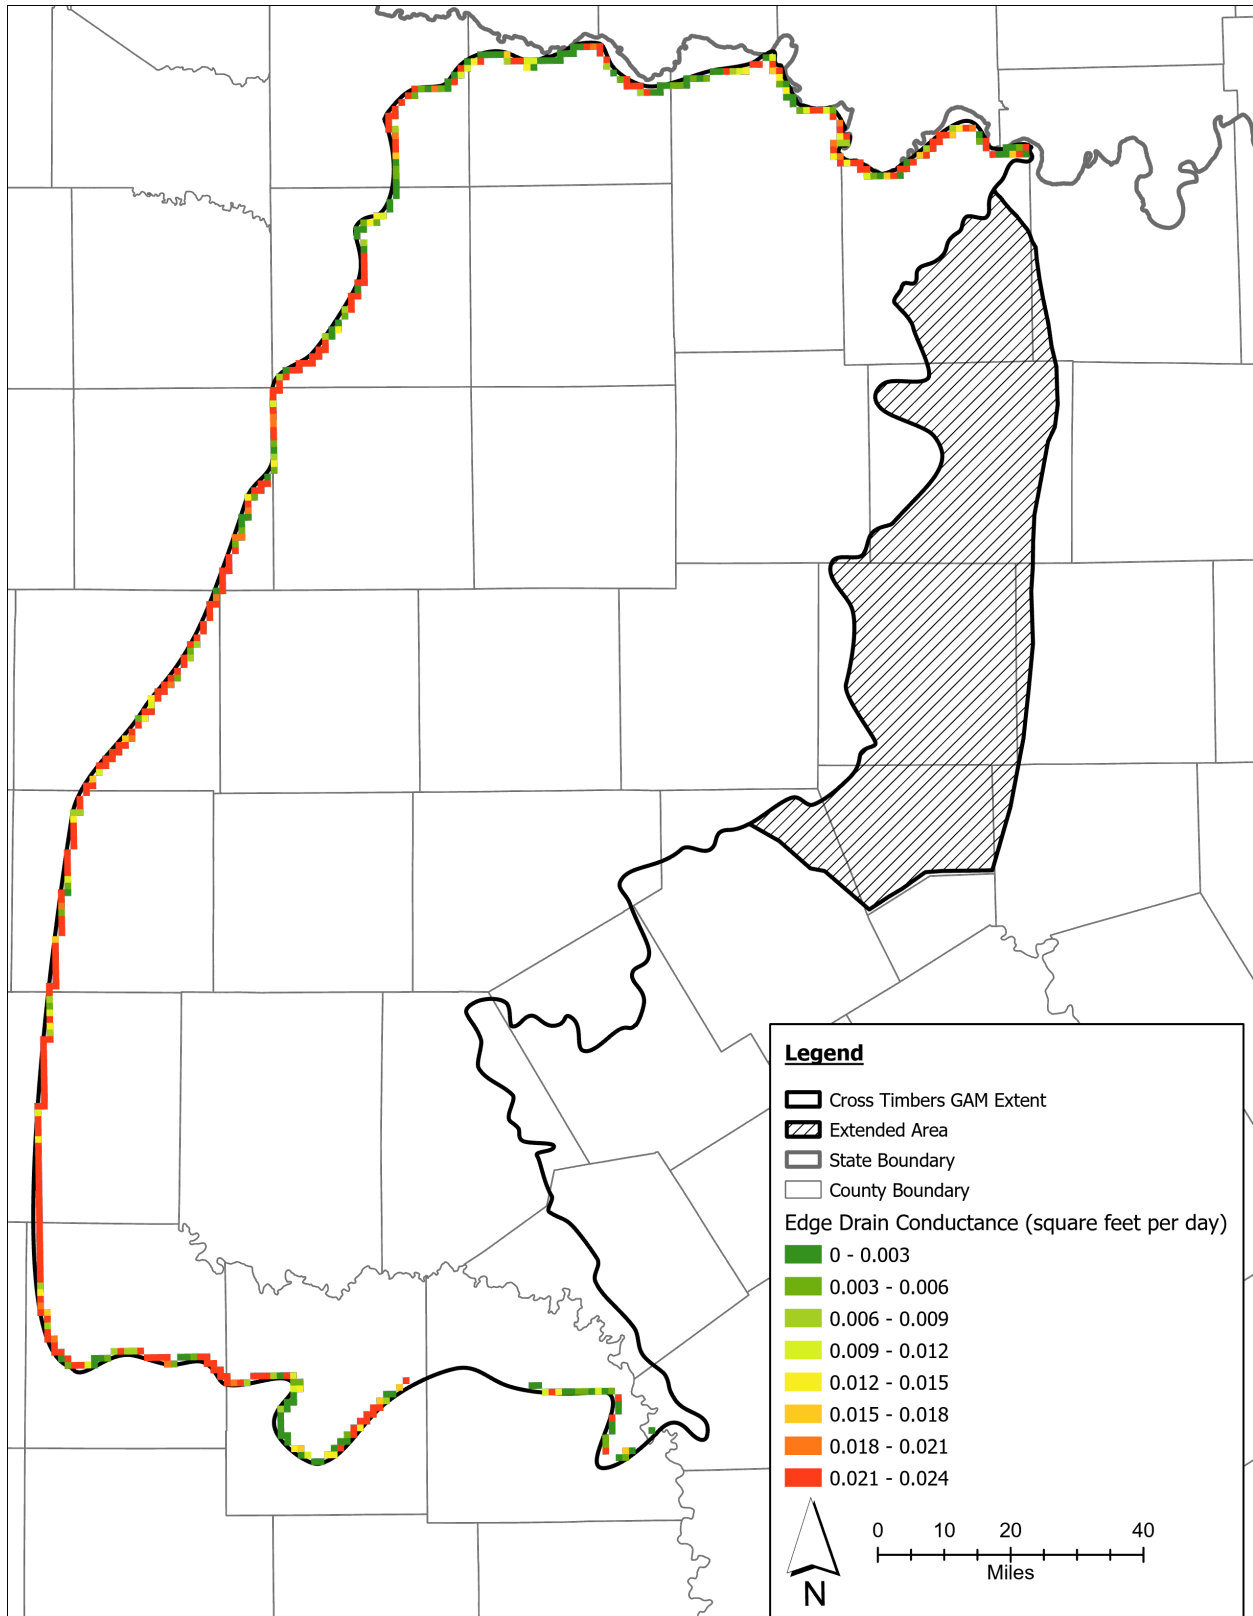 Legend
Cross Timbers GAM Extent
Extended Area
State Boundary
County Boundary
Edge Drain Conductance (square feet per day)
0 - 0.003
0.003 - 0.006
0.006 - 0.009
0.009 - 0.012
0.012 - 0.015
0.015 - 0.018
0.018 - 0.021
0.021 - 0.024
0 10 20 40
Miles
N